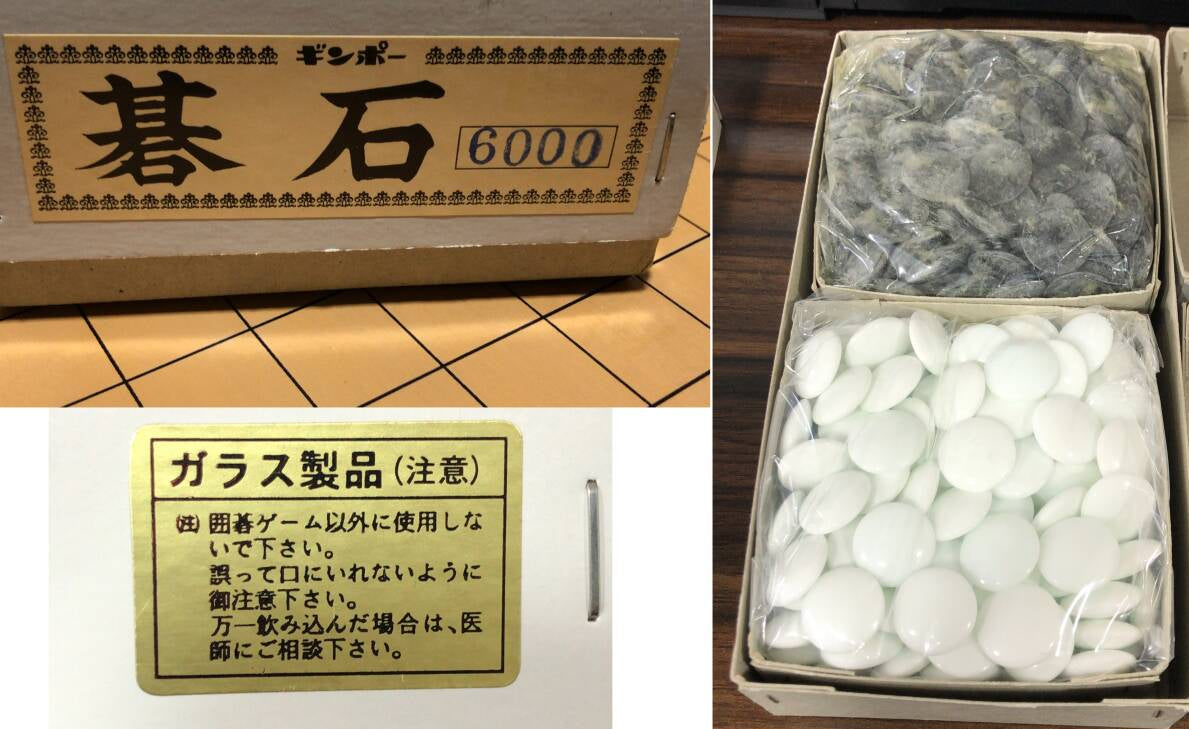 ギンポー
碁石 6000
ガラス製品(注意)
㊟ 囲碁ゲーム以外に使用しな
いで下さい。
誤って口にいれないように
御注意下さい。
万一飲み込んだ場合は、医
師にご相談下さい。